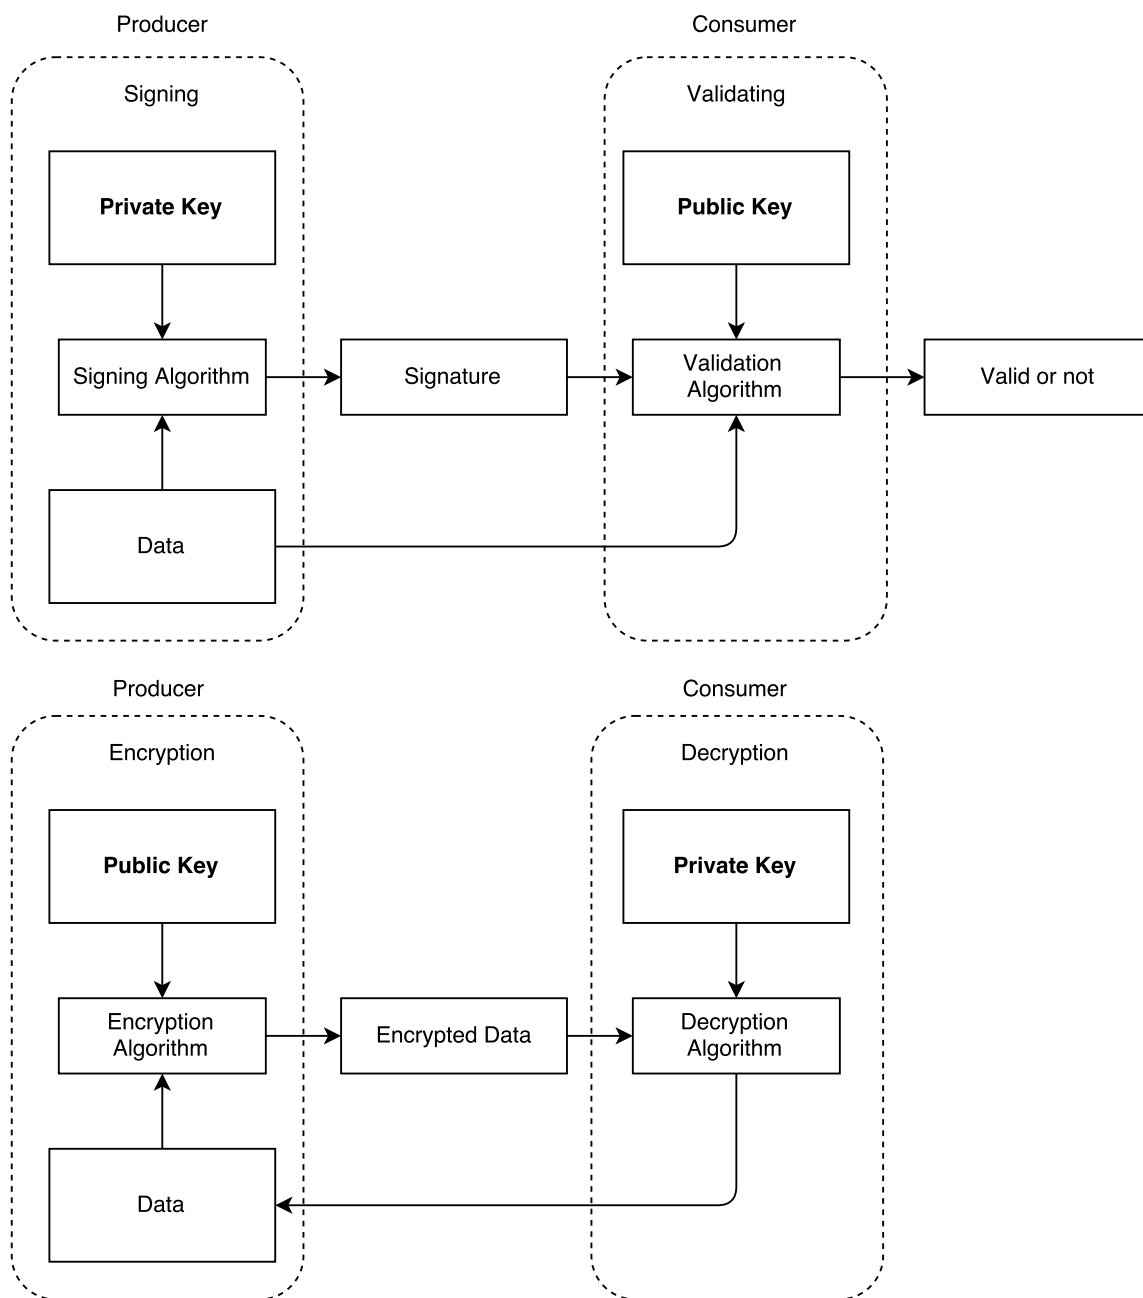 Producer
Consumer
Signing
Validating
Private Key
Public Key
Signing Algorithm
Signature
Validation
Algorithm
Valid or not
Data
Producer
Consumer
Encryption
Decryption
Public Key
Private Key
Encryption
Algorithm
Encrypted Data
Decryption
Algorithm
Data